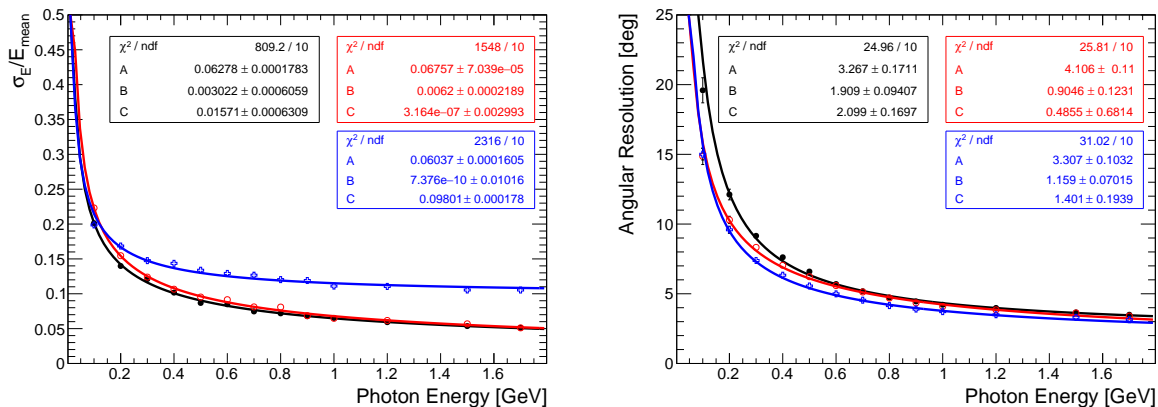 σE/Emean
0.5
0.45
0.4
0.35
0.3
0.25
0.2
0.15
0.1
0.05
0
0.2 0.4 0.6 0.8 1.0 1.2 1.4 1.6
Photon Energy [GeV]
χ² / ndf 809.2 / 10
A 0.06278 ± 0.0001783
B 0.003022 ± 0.0006059
C 0.01571 ± 0.0006309
χ² / ndf 1548 / 10
A 0.06757 ± 7.039e−05
B 0.0062 ± 0.0002189
C 3.164e−07 ± 0.002993
χ² / ndf 2316 / 10
A 0.06037 ± 0.0001605
B 7.376e−10 ± 0.01016
C 0.09801 ± 0.000178
Angular Resolution [deg]
25
20
15
10
5
0
0.2 0.4 0.6 0.8 1.0 1.2 1.4 1.6
Photon Energy [GeV]
χ² / ndf 24.96 / 10
A 3.267 ± 0.1711
B 1.909 ± 0.09407
C 2.099 ± 0.1697
χ² / ndf 25.81 / 10
A 4.106 ± 0.11
B 0.9046 ± 0.1231
C 0.4855 ± 0.6814
χ² / ndf 31.02 / 10
A 3.307 ± 0.1032
B 1.159 ± 0.07015
C 1.401 ± 0.1939